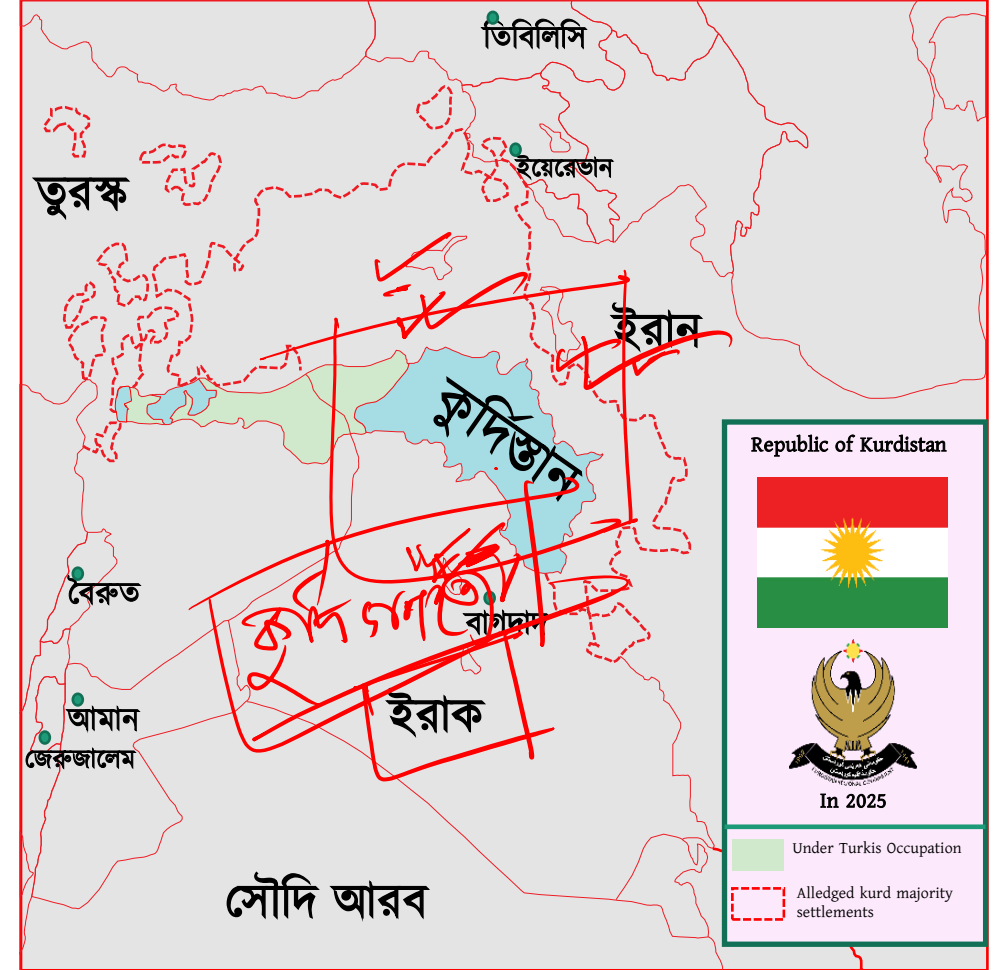 তিবিলিসি
ইয়েরেভান
তুরস্ক
ইরান
কুর্দিস্তান
Republic of Kurdistan
বৈরুত
কুর্দি গণহত্যা
বাগদাদ
আমান
ইরাক
জেরুজালেম
In 2025
Under Turkis Occupation
Alledged kurd majority
settlements
সৌদি আরব